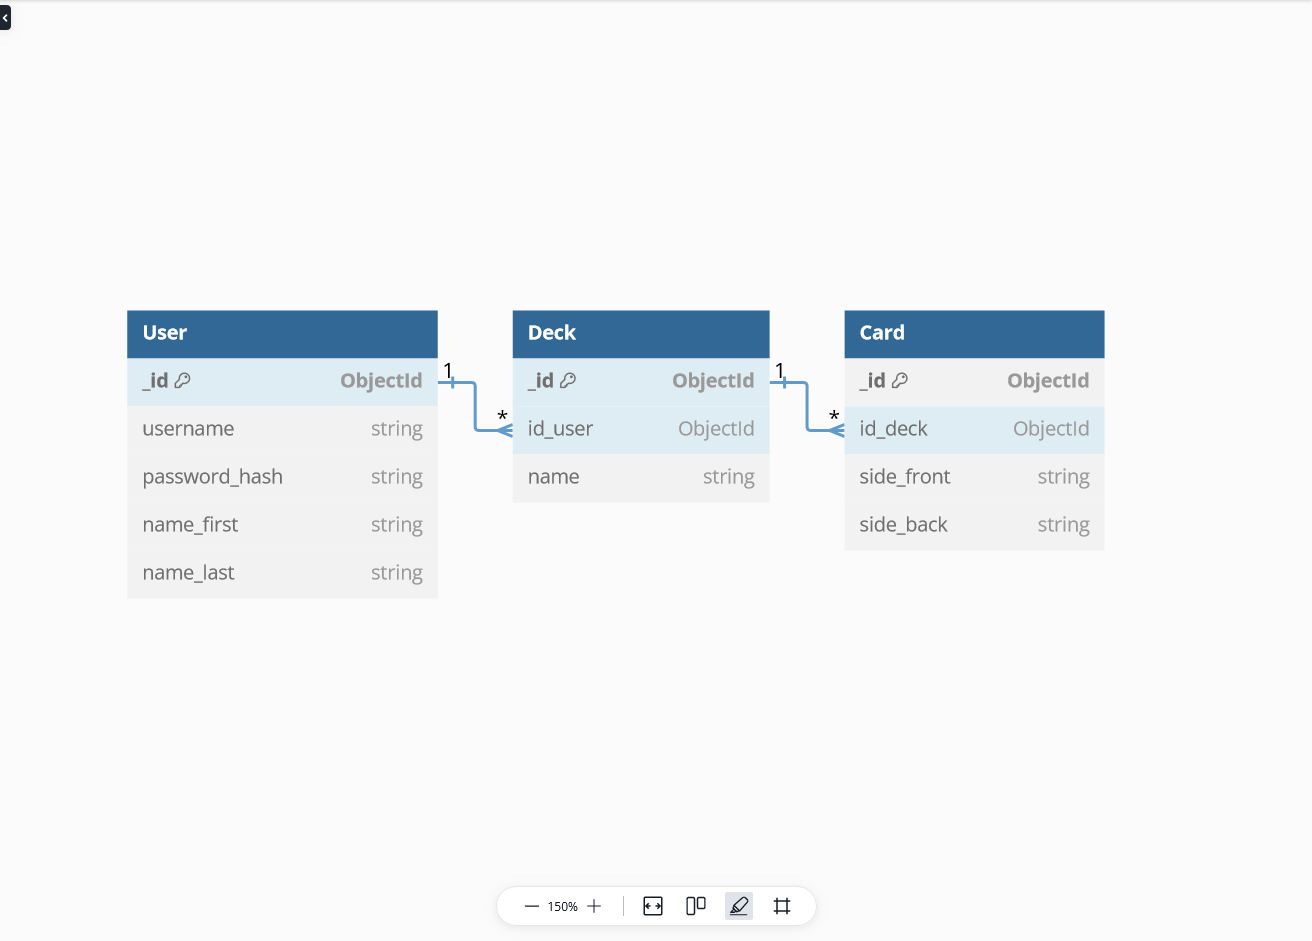 User
_id ObjectId
username string
password_hash string
name_first string
name_last string
1
*
Deck
_id ObjectId
id_user ObjectId
name string
1
*
Card
_id ObjectId
id_deck ObjectId
side_front string
side_back string
150%